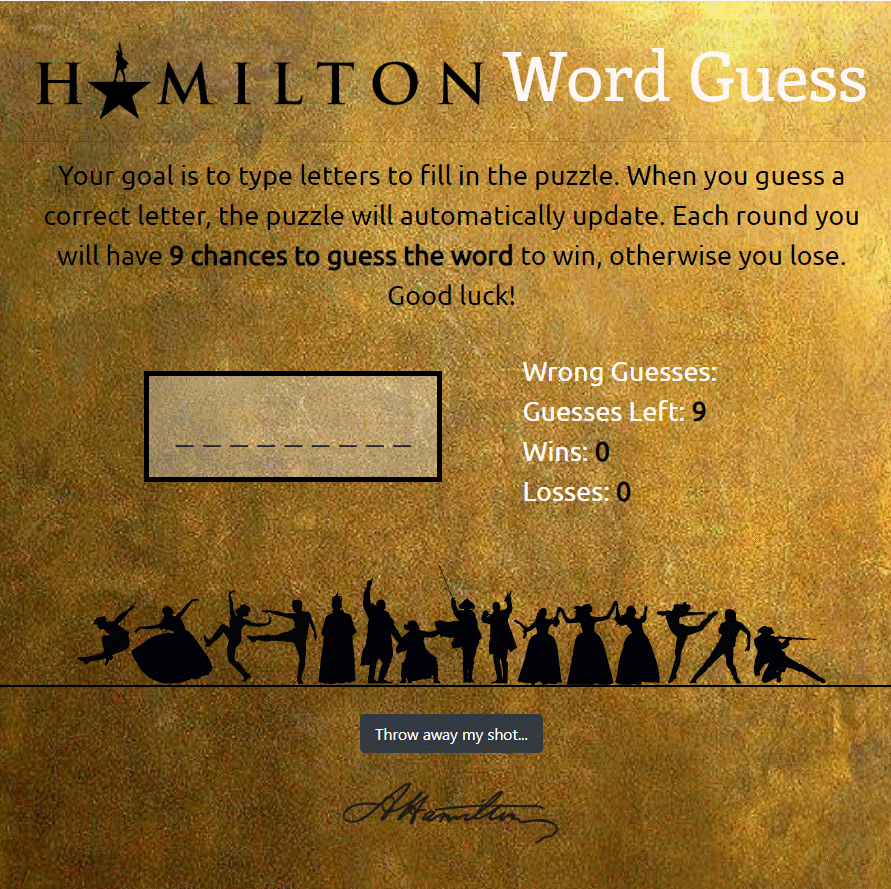 HAMILTON Word Guess
Your goal is to type letters to fill in the puzzle. When you guess a
correct letter, the puzzle will automatically update. Each round you
will have 9 chances to guess the word to win, otherwise you lose.
Good luck!
_ _ _ _ _ _ _ _ _
Wrong Guesses:
Guesses Left: 9
Wins: 0
Losses: 0
Throw away my shot...
AHamilton